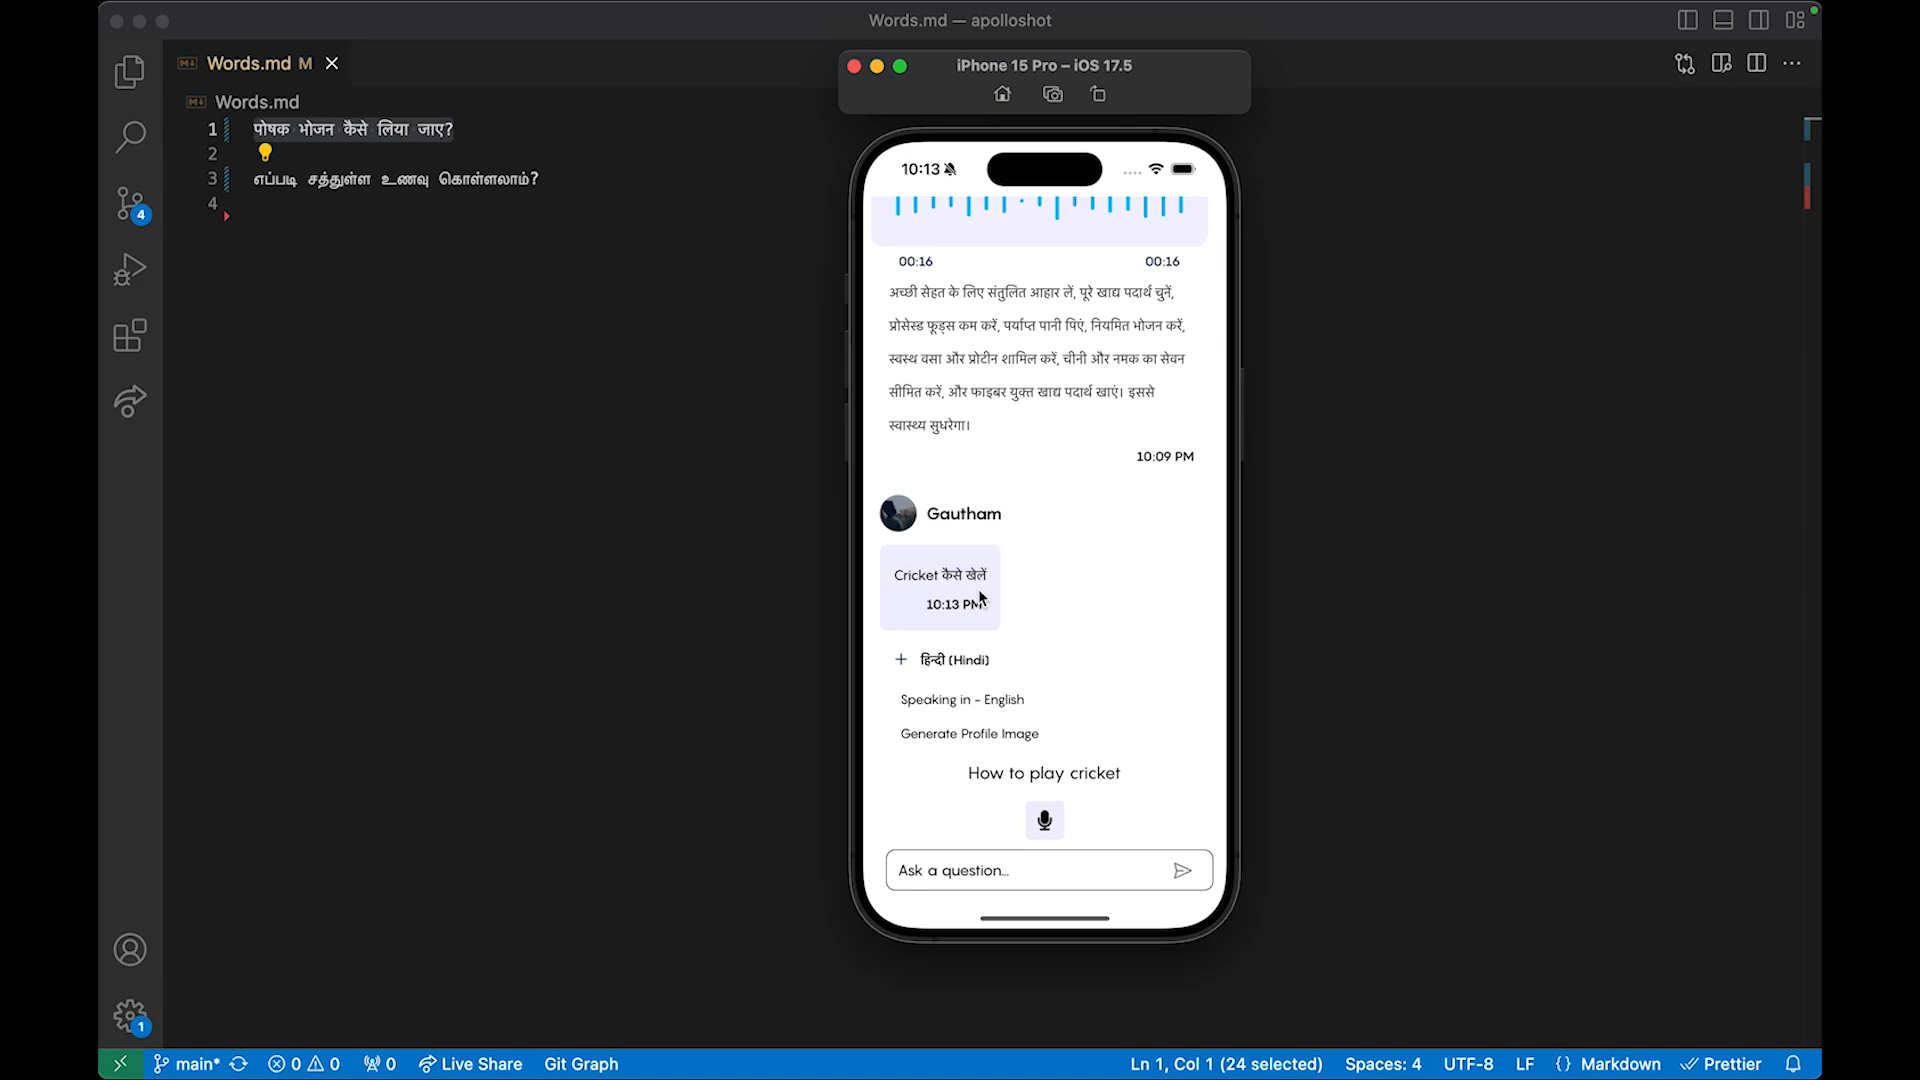 Words.md — apolloshot
Words.md M
Words.md
1 पोषक भोजन कैसे लिया जाए?
2
3 எப்படி சத்துள்ள உணவு கொள்ளலாம்?
4
4
1
iPhone 15 Pro – iOS 17.5
10:13
00:16 00:16
अच्छी सेहत के लिए संतुलित आहार लें, पूरे खाद्य पदार्थ चुनें,
प्रोसेस्ड फूड्स कम करें, पर्याप्त पानी पिएं, नियमित भोजन करें,
स्वस्थ वसा और प्रोटीन शामिल करें, चीनी और नमक का सेवन
सीमित करें, और फाइबर युक्त खाद्य पदार्थ खाएं। इससे
स्वास्थ्य सुधरेगा।
10:09 PM
Gautham
Cricket कैसे खेलें
10:13 PM
+ हिन्दी (Hindi)
Speaking in - English
Generate Profile Image
How to play cricket
Ask a question...
main* 0 0 0 Live Share Git Graph Ln 1, Col 1 (24 selected) Spaces: 4 UTF-8 LF {} Markdown Prettier